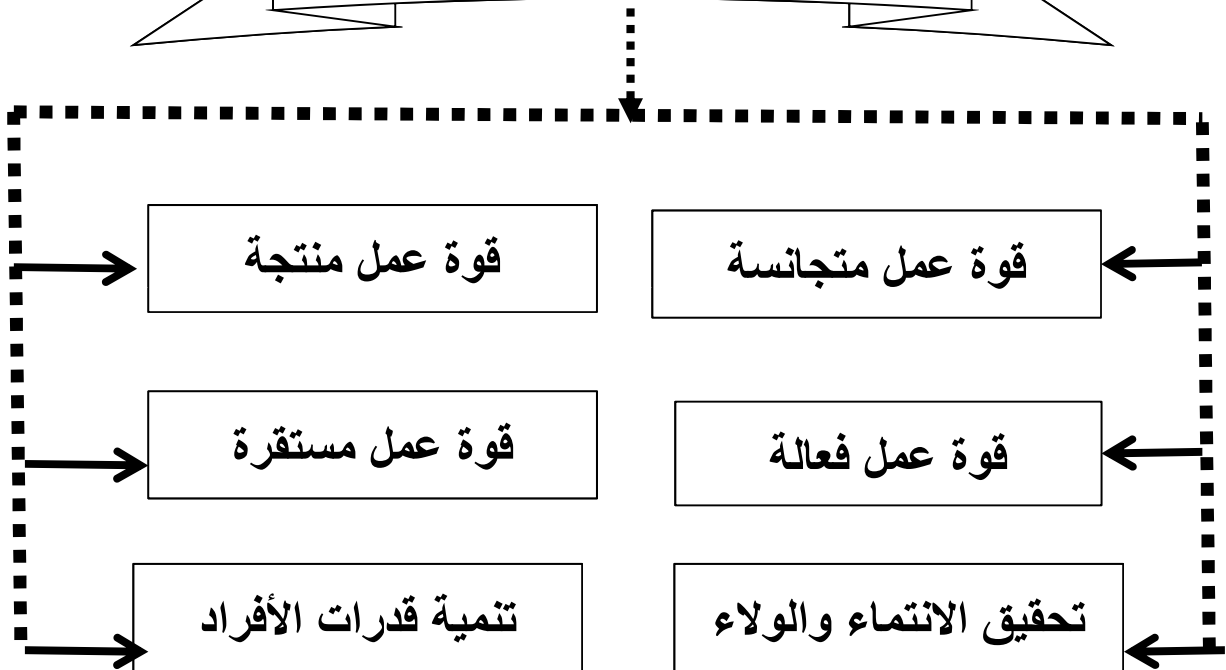 قوة عمل متجانسة
قوة عمل منتجة
قوة عمل فعالة
قوة عمل مستقرة
تحقيق الانتماء والولاء
تنمية قدرات الأفراد